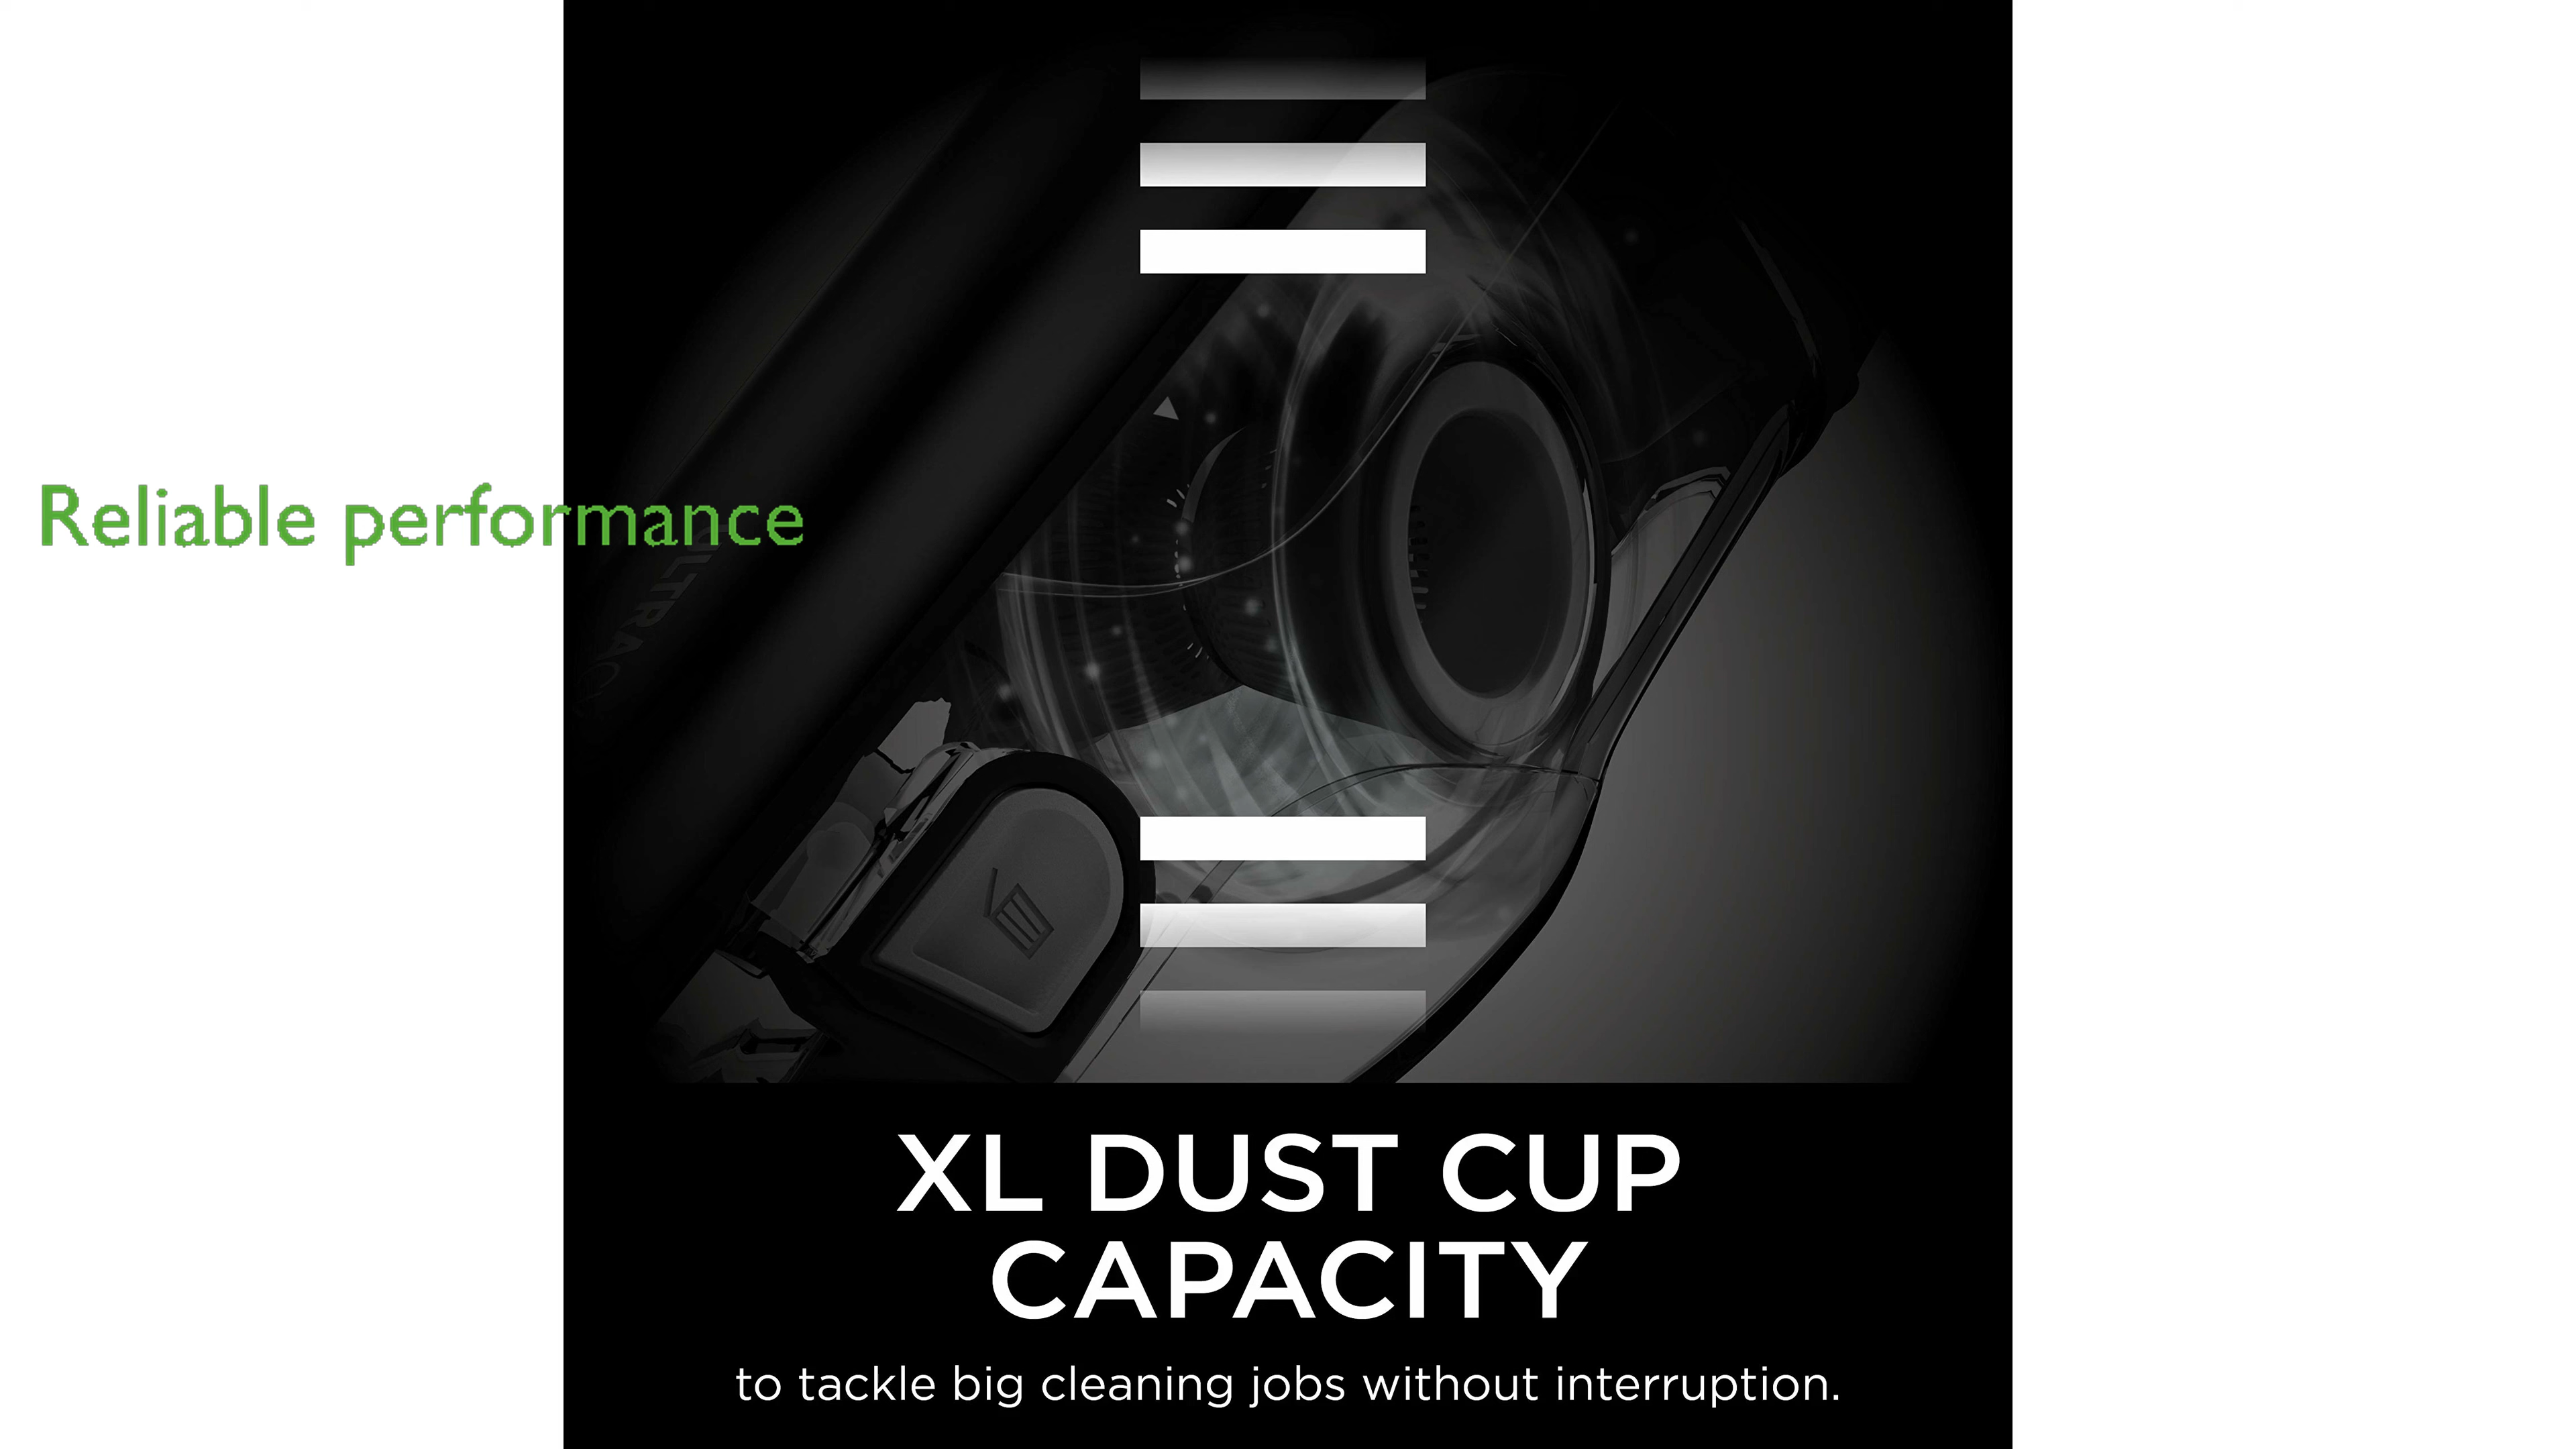 Reliable performance
XL DUST CUP
CAPACITY
to tackle big cleaning jobs without interruption.